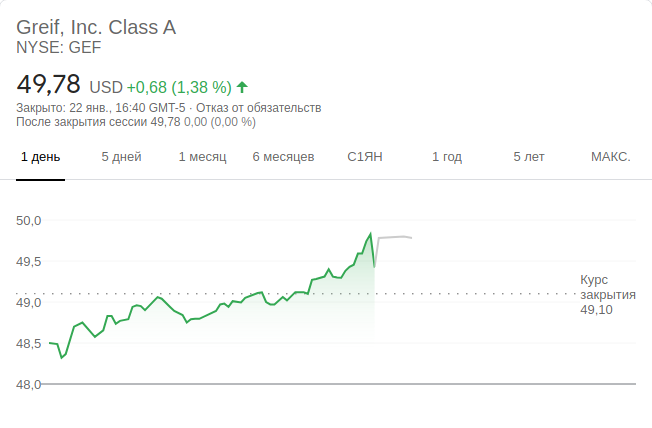 Greif, Inc. Class A
NYSE: GEF
49,78 USD +0,68 (1,38 %)
Закрыто: 22 янв., 16:40 GMT-5 · Отказ от обязательств
После закрытия сессии 49,78 0,00 (0,00 %)
1 день 5 дней 1 месяц 6 месяцев С1ЯН 1 год 5 лет МАКС.
50,0
49,5
49,0
48,5
48,0
Курс
закрытия
49,10